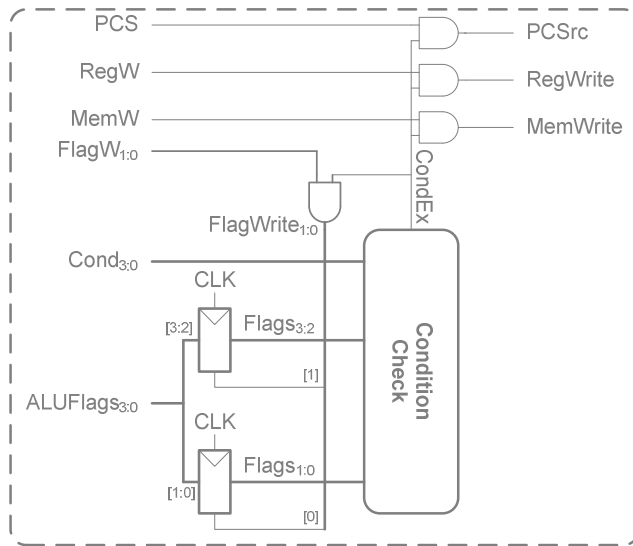 PCS
PCSrc
RegW
RegWrite
MemW
MemWrite
FlagW1:0
CondEx
FlagWrite1:0
Cond3:0
CLK
[3:2]
Flags3:2
Condition
Check
[1]
ALUFlags3:0
CLK
Flags1:0
[1:0]
[0]